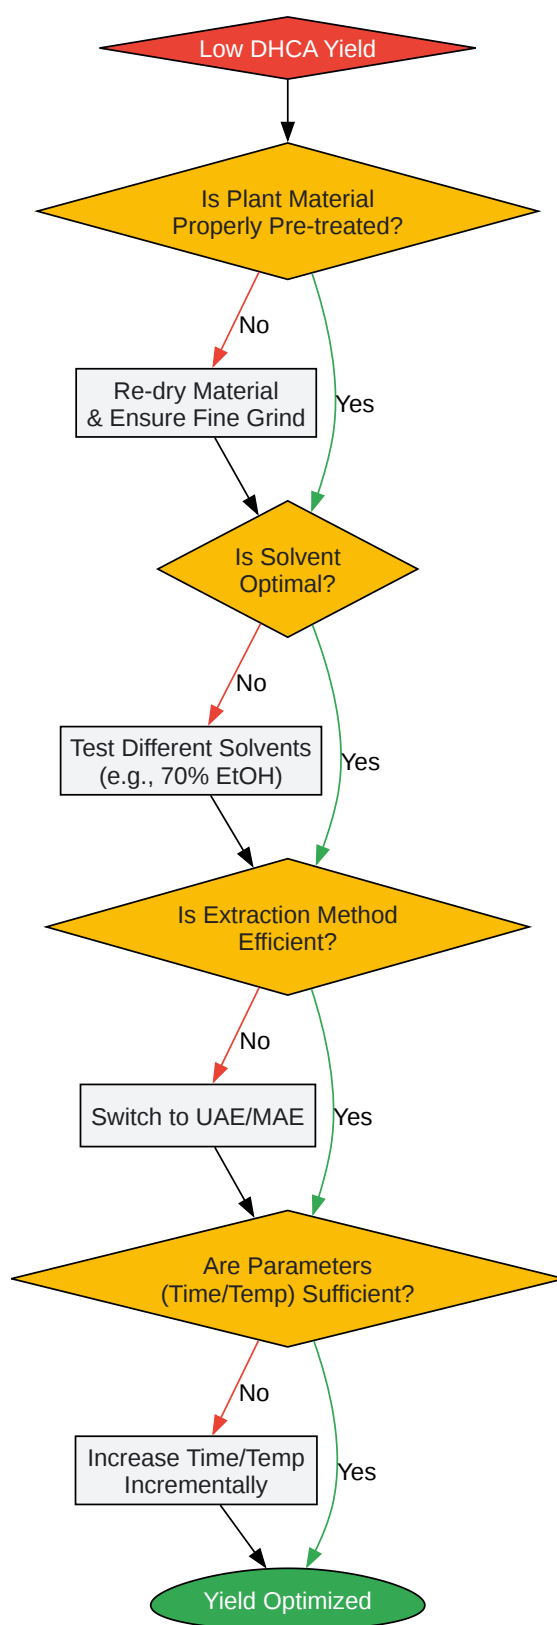 Low DHCA Yield
Is Plant Material
Properly Pre-treated?
No
Re-dry Material
& Ensure Fine Grind
Yes
Is Solvent
Optimal?
No
Test Different Solvents
(e.g., 70% EtOH)
Yes
Is Extraction Method
Efficient?
No
Switch to UAE/MAE
Yes
Are Parameters
(Time/Temp) Sufficient?
No
Increase Time/Temp
Incrementally
Yes
Yield Optimized